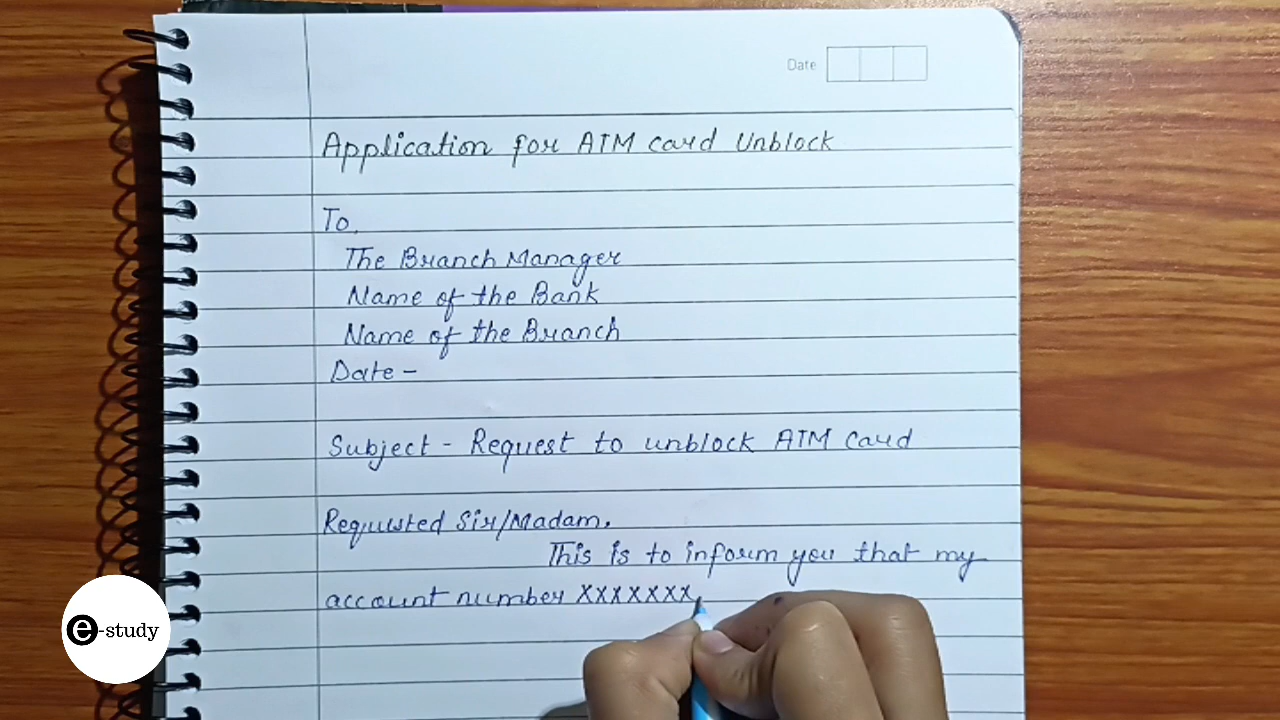 Date
Application for ATM card Unblock
To,
The Branch Manager
Name of the Bank
Name of the Branch
Date -
Subject - Request to unblock ATM Card
Requested Sir/Madam.
This is to inform you that my
account number XXXXXXX
e-study